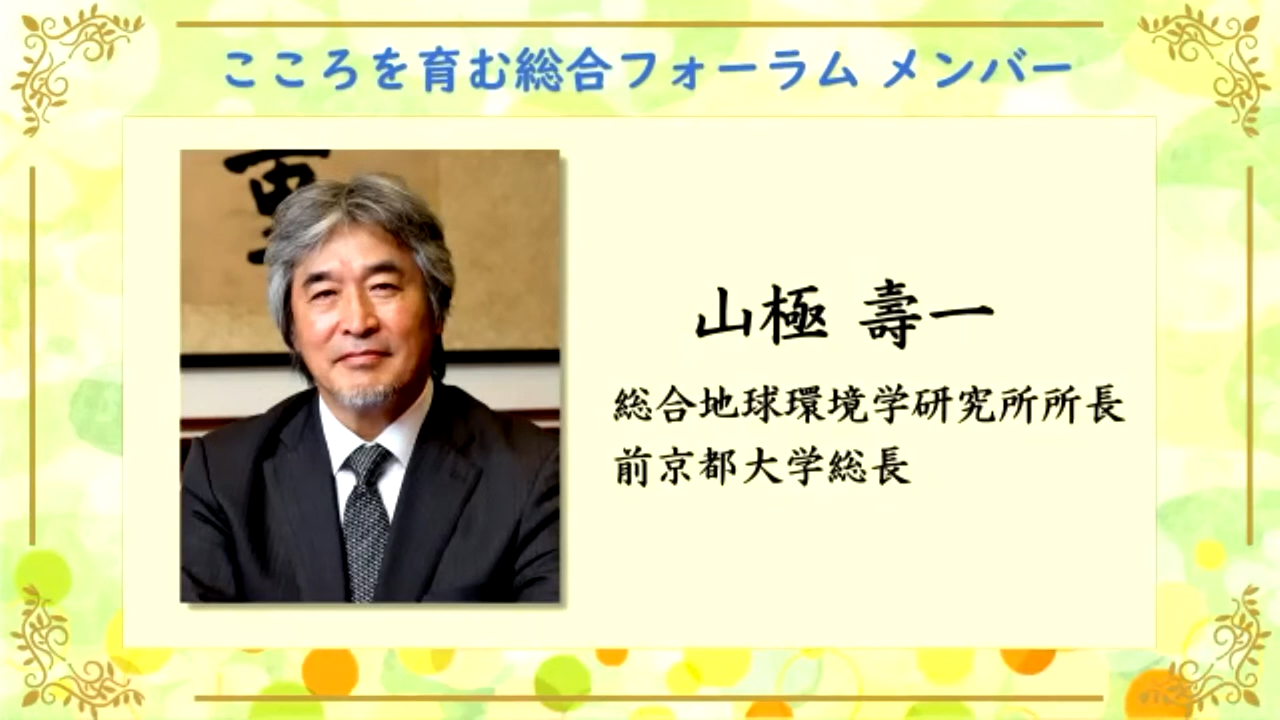 こころを育む総合フォーラム メンバー
山極 壽一
総合地球環境学研究所所長
前京都大学総長